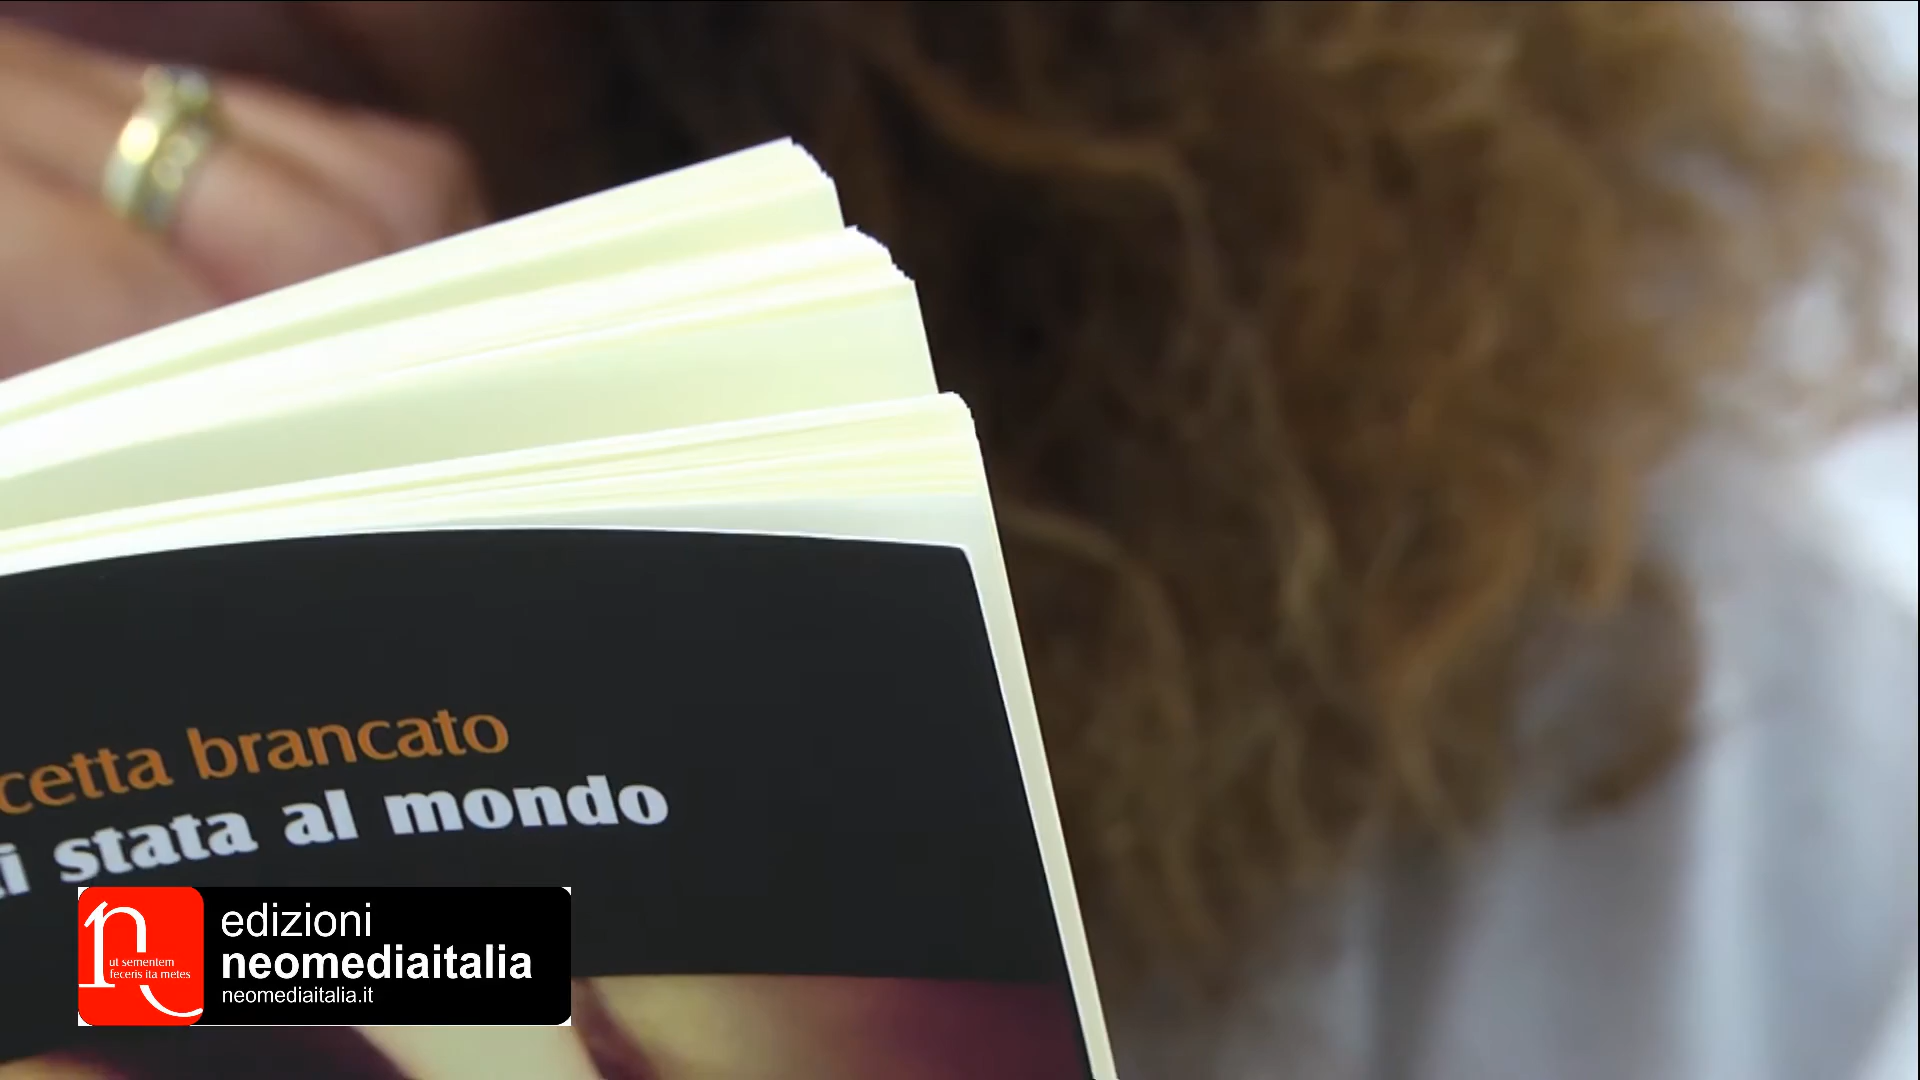 cetta brancato
i stata al mondo
edizioni
neomediaitalia
neomediaitalia.it
ut sementem
feceris ita metes